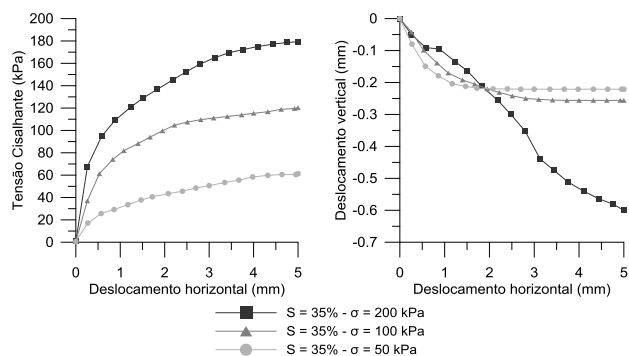 200
180
160
140
120
100
80
60
40
20
0
Tensão Cisalhante (kPa)
0 1 2 3 4 5
Deslocamento horizontal (mm)
0
-0.1
-0.2
-0.3
-0.4
-0.5
-0.6
-0.7
Deslocamento vertical (mm)
0 1 2 3 4 5
Deslocamento horizontal (mm)
S = 35% - σ = 200 kPa
S = 35% - σ = 100 kPa
S = 35% - σ = 50 kPa